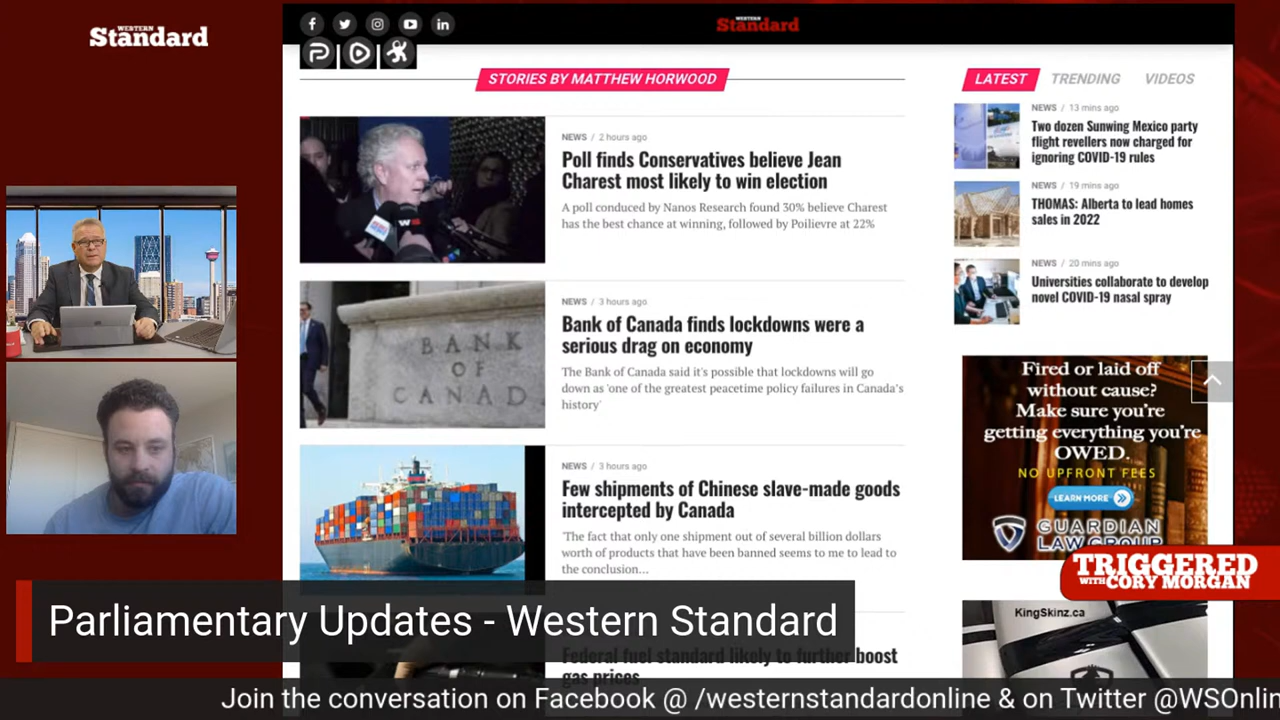 WESTERN
Standard
WESTERN
Standard
STORIES BY MATTHEW HORWOOD
LATEST
TRENDING
VIDEOS
NEWS / 2 hours ago
Poll finds Conservatives believe Jean
Charest most likely to win election
A poll conduced by Nanos Research found 30% believe Charest
has the best chance at winning, followed by Poilievre at 22%
NEWS / 3 hours ago
Bank of Canada finds lockdowns were a
serious drag on economy
The Bank of Canada said it's possible that lockdowns will go
down as 'one of the greatest peacetime policy failures in Canada's
history'
BANK
OF
CANADA
NEWS / 3 hours ago
Few shipments of Chinese slave-made goods
intercepted by Canada
'The fact that only one shipment out of several billion dollars
worth of products that have been banned seems to me to lead to
the conclusion...
Federal fuel standard likely to further boost
gas prices
NEWS / 13 mins ago
Two dozen Sunwing Mexico party
flight revellers now charged for
ignoring COVID-19 rules
NEWS / 19 mins ago
THOMAS: Alberta to lead homes
sales in 2022
NEWS / 20 mins ago
Universities collaborate to develop
novel COVID-19 nasal spray
Fired or laid off
without cause?
Make sure you're
getting everything you're
OWED.
NO UPFRONT FEES
LEARN MORE
GUARDIAN
LAW GROUP
TRIGGERED
WITH CORY MORGAN
KingSkinz.ca
Parliamentary Updates - Western Standard
Join the conversation on Facebook @ /westernstandardonline & on Twitter @WSOnlin